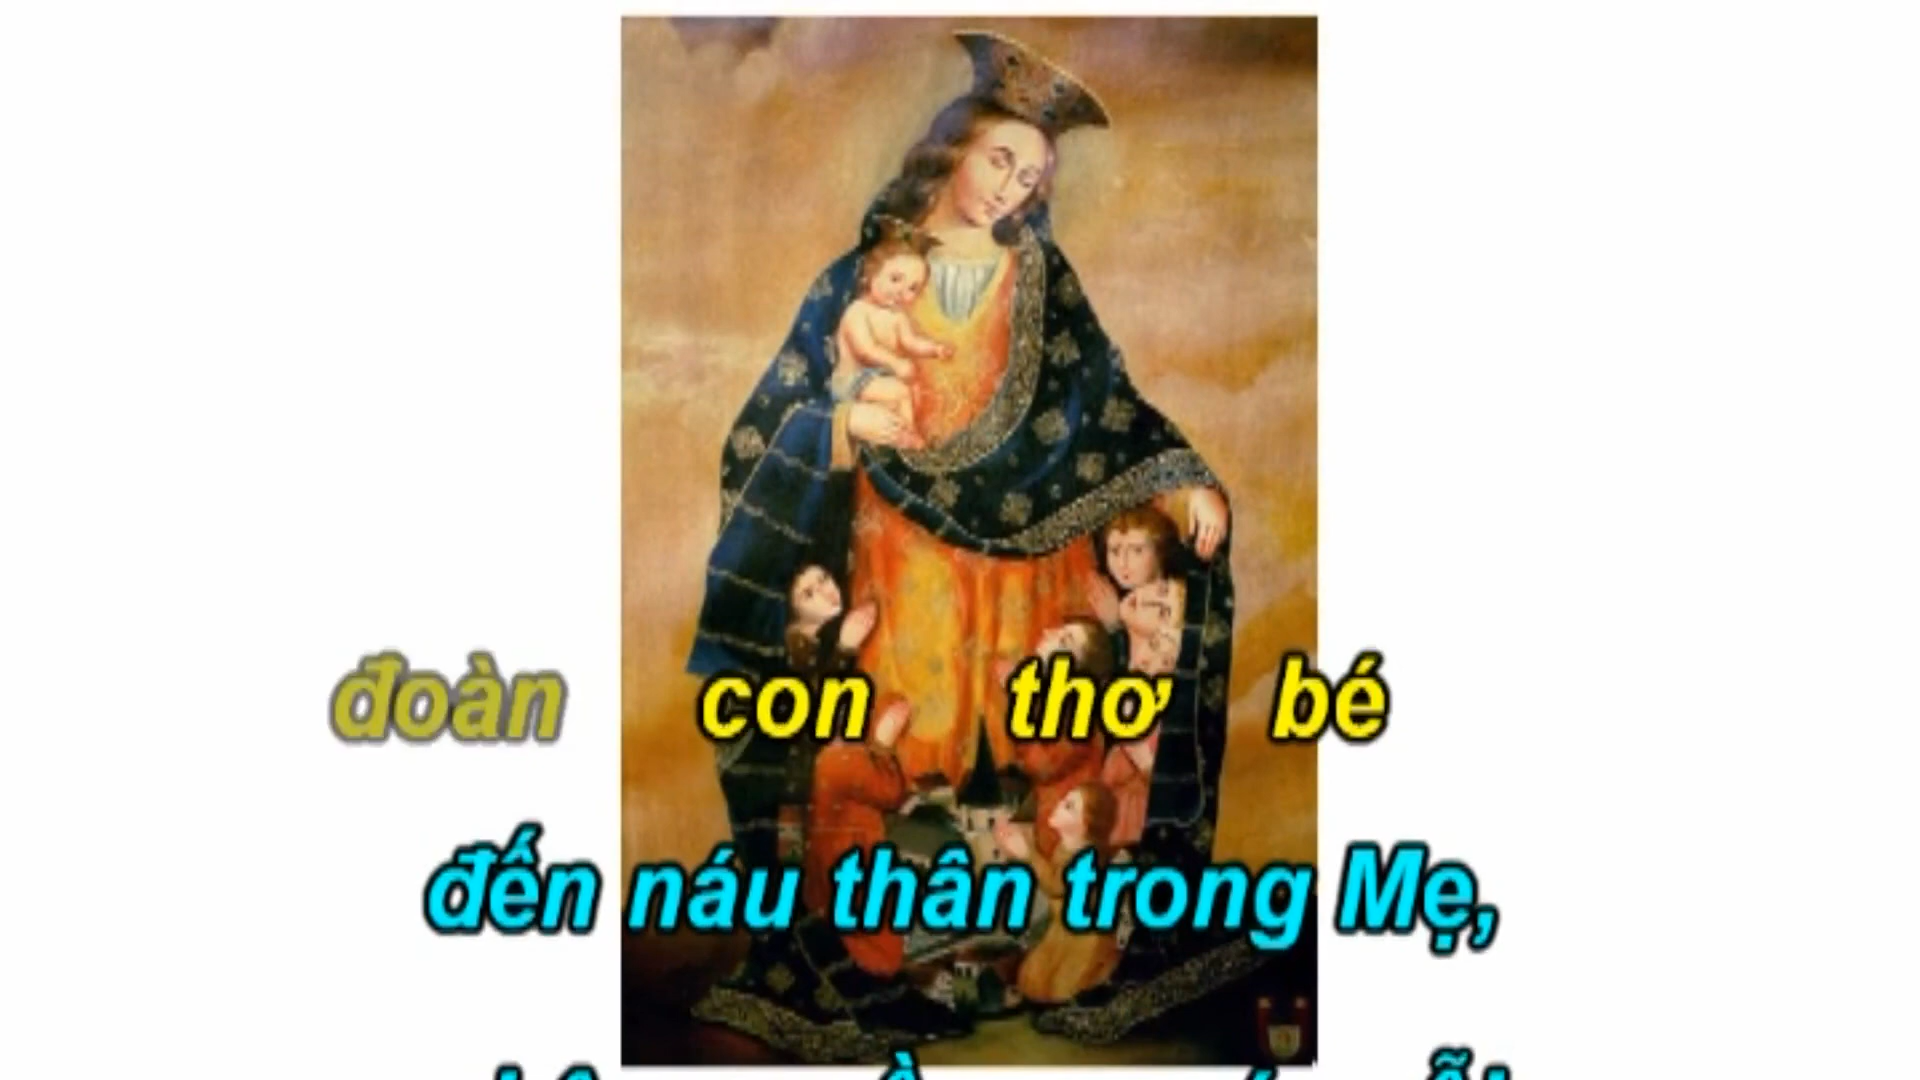 đoàn con thơ bé
đến náu thân trong Mẹ,